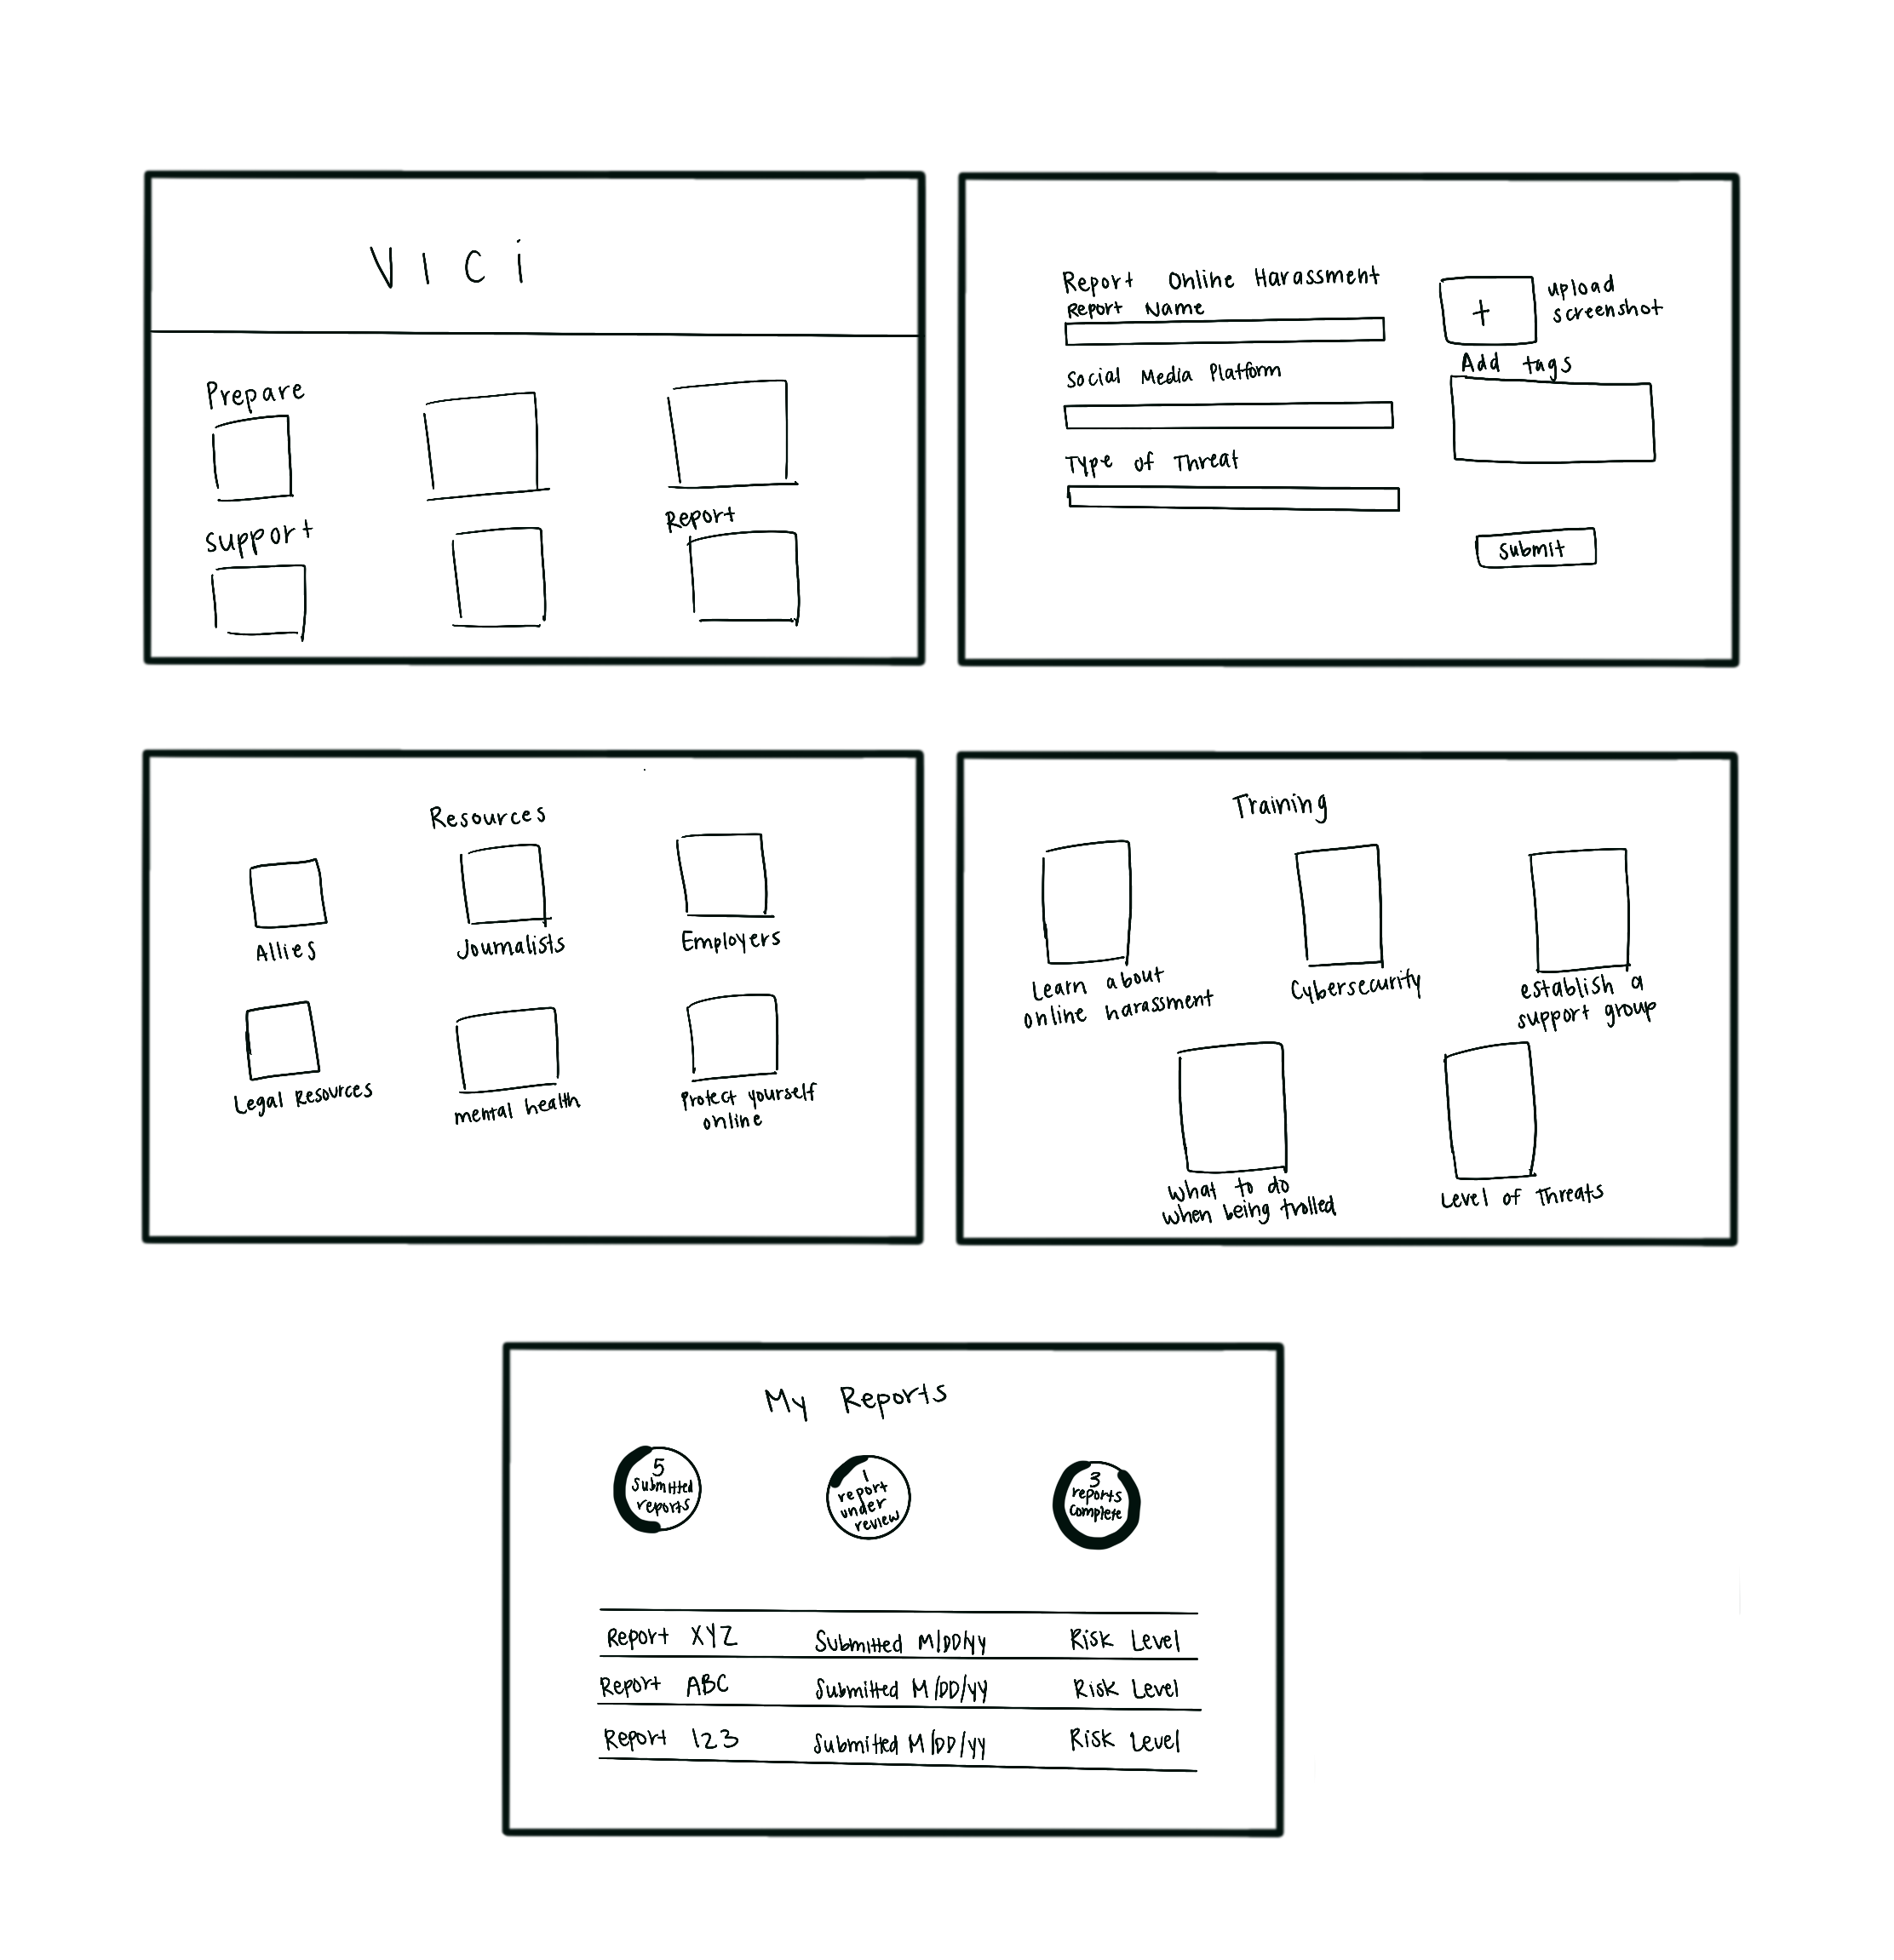 VICi
Prepare
Support
Report
Report Online Harassment
Report Name
Social Media Platform
Type of Threat
+
upload
screenshot
Add tags
Submit
Resources
Allies
Journalists
Employers
Legal Resources
mental health
Protect yourself
online
Training
Learn about
online harassment
Cybersecurity
establish a
support group
What to do
when being trolled
Level of Threats
My Reports
5
Submitted
reports
1
report
under
review
3
reports
complete
Report XYZ Submitted M/DD/YY Risk Level
Report ABC Submitted M/DD/YY Risk Level
Report 123 Submitted M/DD/YY Risk Level